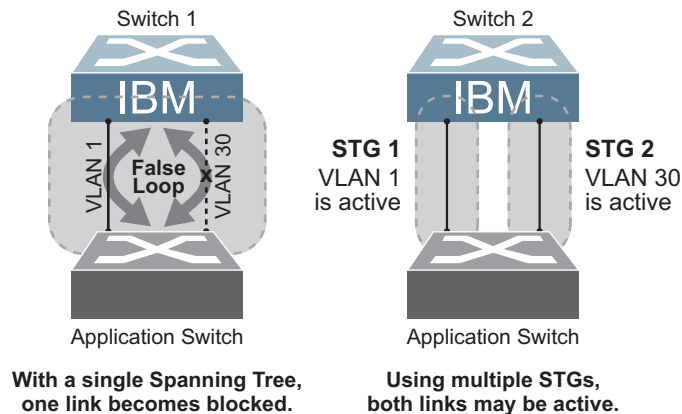 Switch 1
IBM
VLAN 1
False
Loop
x
VLAN 30
Application Switch
With a single Spanning Tree,
one link becomes blocked.
Switch 2
IBM
STG 1
VLAN 1
is active
STG 2
VLAN 30
is active
Application Switch
Using multiple STGs,
both links may be active.